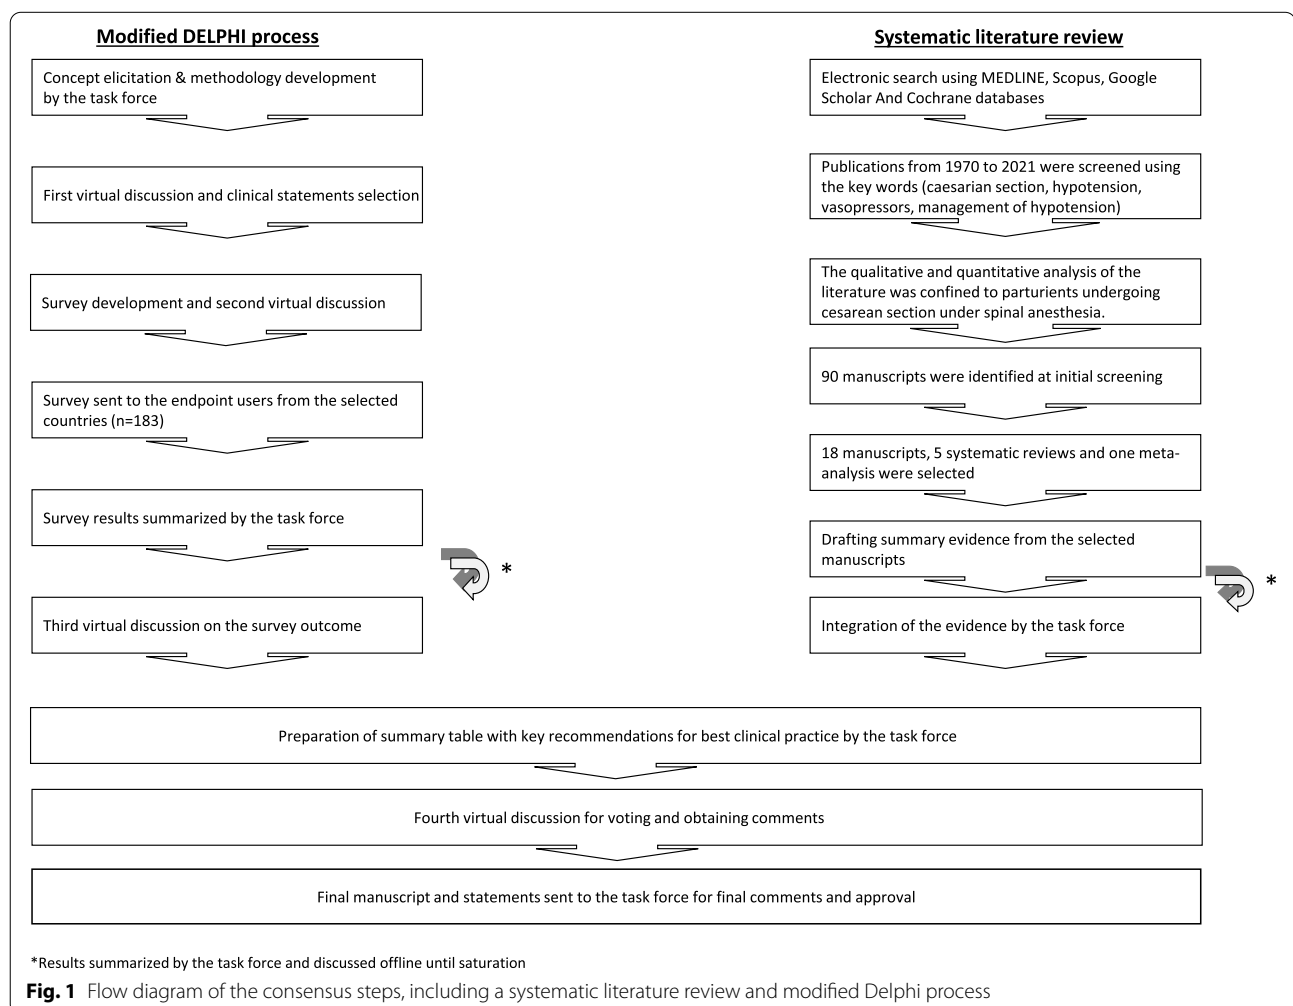 Modified DELPHI process
Concept elicitation & methodology development
by the task force
First virtual discussion and clinical statements selection
Survey development and second virtual discussion
Survey sent to the endpoint users from the selected
countries (n=183)
Survey results summarized by the task force
*
Third virtual discussion on the survey outcome
Systematic literature review
Electronic search using MEDLINE, Scopus, Google
Scholar And Cochrane databases
Publications from 1970 to 2021 were screened using
the key words (caesarian section, hypotension,
vasopressors, management of hypotension)
The qualitative and quantitative analysis of the
literature was confined to parturients undergoing
cesarean section under spinal anesthesia.
90 manuscripts were identified at initial screening
18 manuscripts, 5 systematic reviews and one meta-
analysis were selected
Drafting summary evidence from the selected
manuscripts
*
Integration of the evidence by the task force
Preparation of summary table with key recommendations for best clinical practice by the task force
Fourth virtual discussion for voting and obtaining comments
Final manuscript and statements sent to the task force for final comments and approval
*Results summarized by the task force and discussed offline until saturation
Fig. 1 Flow diagram of the consensus steps, including a systematic literature review and modified Delphi process